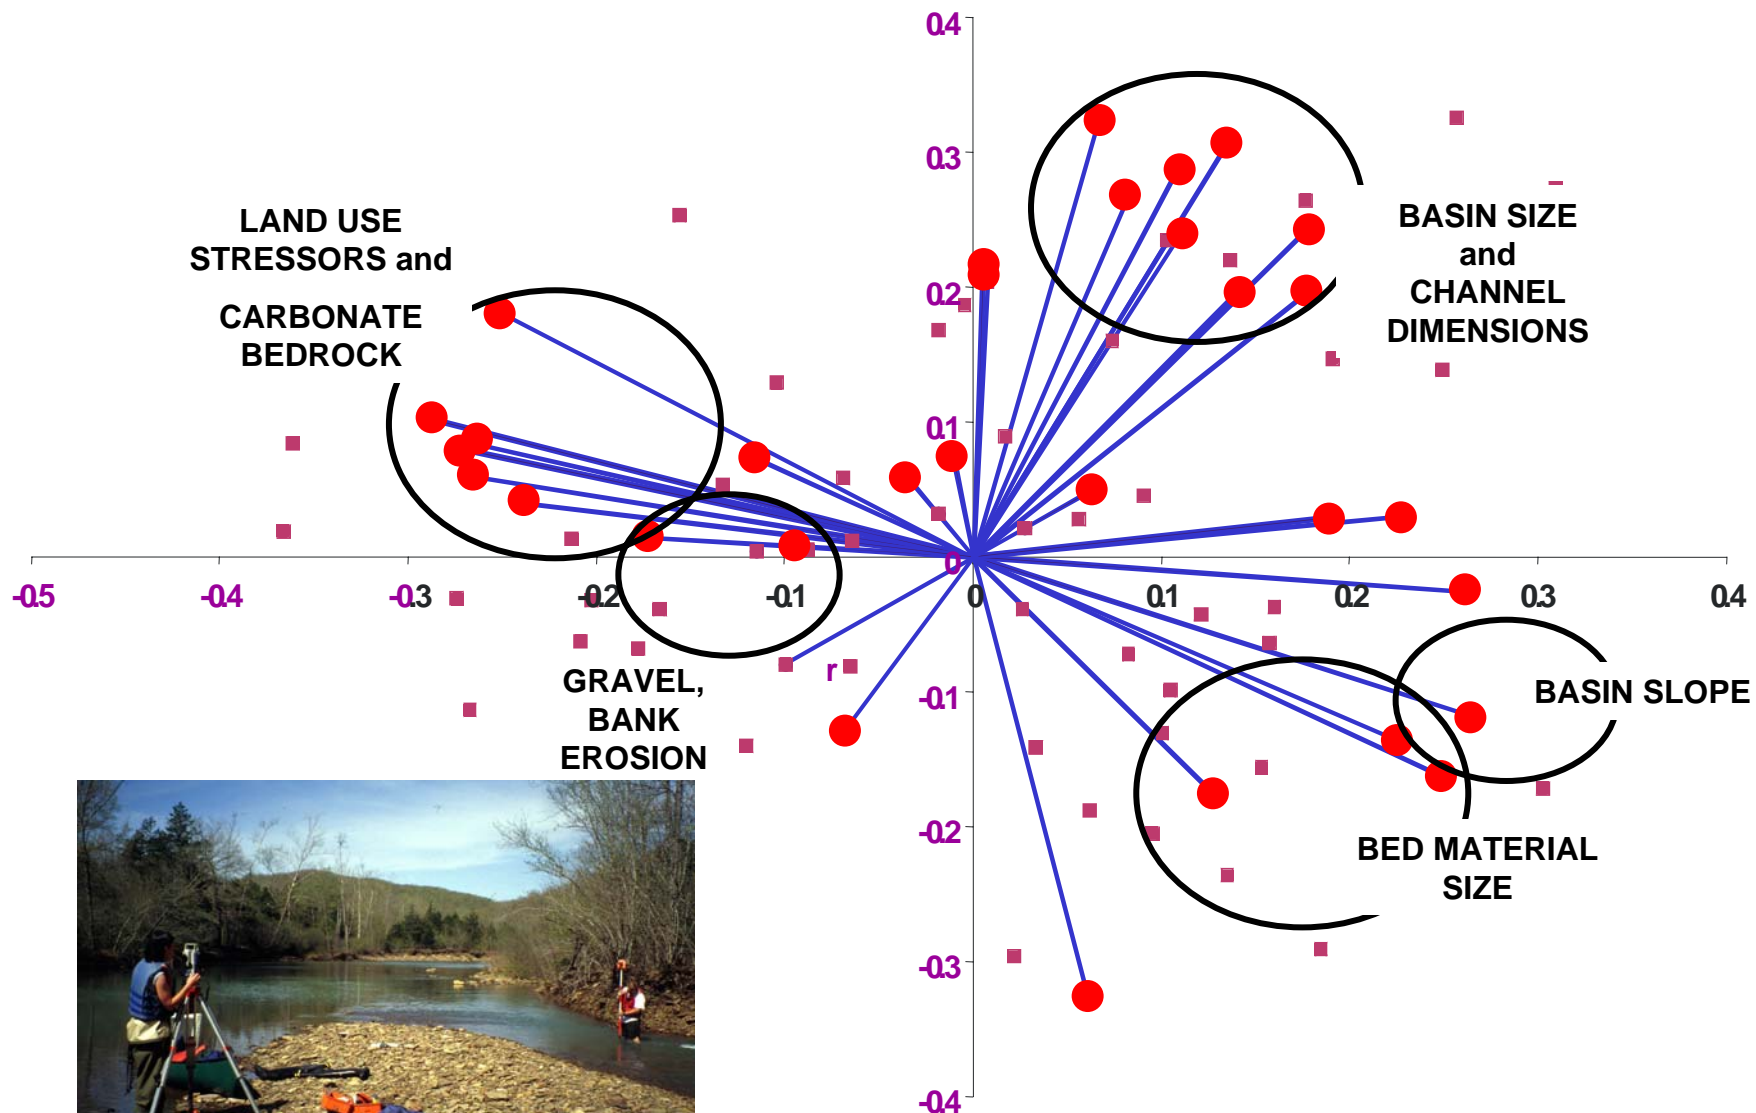 0.4
0.3
0.2
0.1
0
-0.1
-0.2
-0.3
-0.4
-0.5
-0.4
-0.3
-0.2
-0.1
0
0.1
0.2
0.3
0.4
LAND USE
STRESSORS and
CARBONATE
BEDROCK
BASIN SIZE
and
CHANNEL
DIMENSIONS
GRAVEL,
BANK
EROSION
r
BASIN SLOPE
BED MATERIAL
SIZE